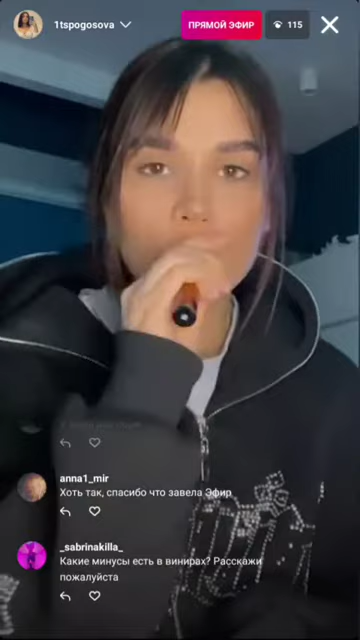 1tspogosova
ПРЯМОЙ ЭФИР
115
anna1_mir
Хоть так, спасибо что завела Эфир
_sabrinakilla_
Какие минусы есть в винирах? Расскажи
пожалуйста